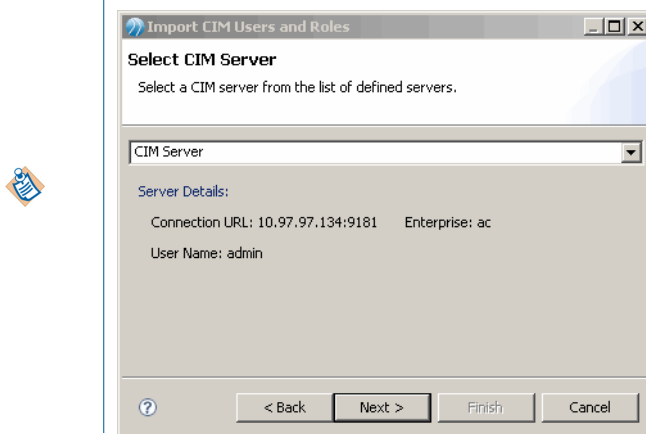 Import CIM Users and Roles
Select CIM Server
Select a CIM server from the list of defined servers.
CIM Server
Server Details:
Connection URL: 10.97.97.134:9181 Enterprise: ac
User Name: admin
? < Back Next > Finish Cancel